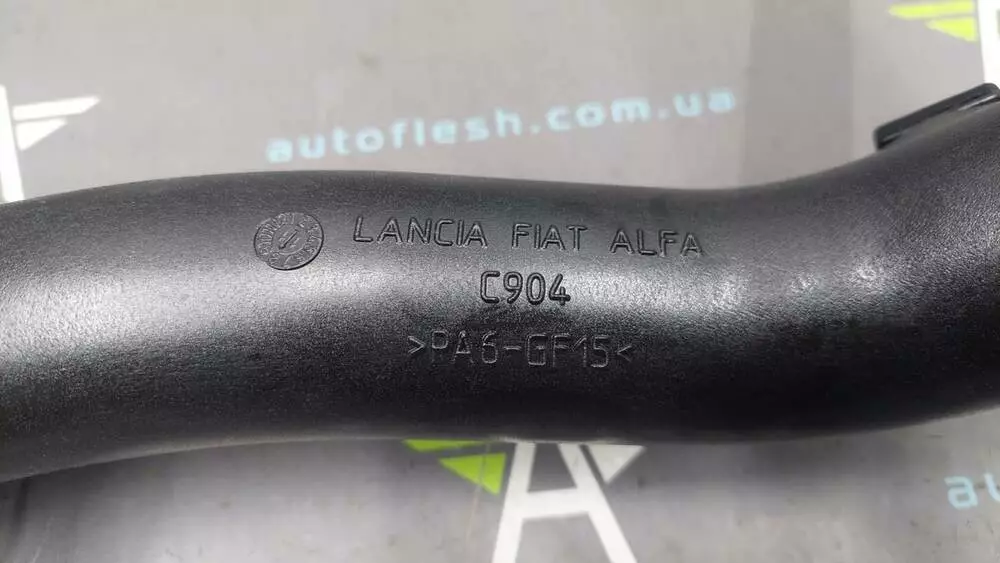 autoflesh.com.ua
LANCIA FIAT ALFA
C904
>PA6-GF15<
au